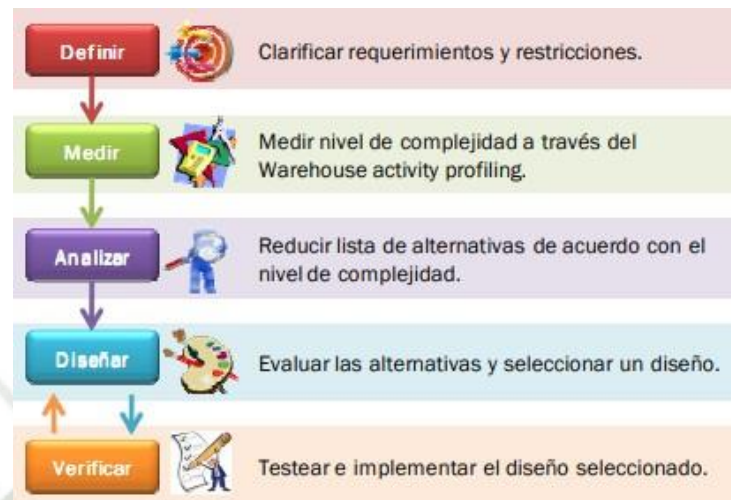 Definir
Clarificar requerimientos y restricciones.
Medir
Medir nivel de complejidad a través del
Warehouse activity profiling.
Analizar
Reducir lista de alternativas de acuerdo con el
nivel de complejidad.
Diseñar
Evaluar las alternativas y seleccionar un diseño.
Verificar
Testear e implementar el diseño seleccionado.